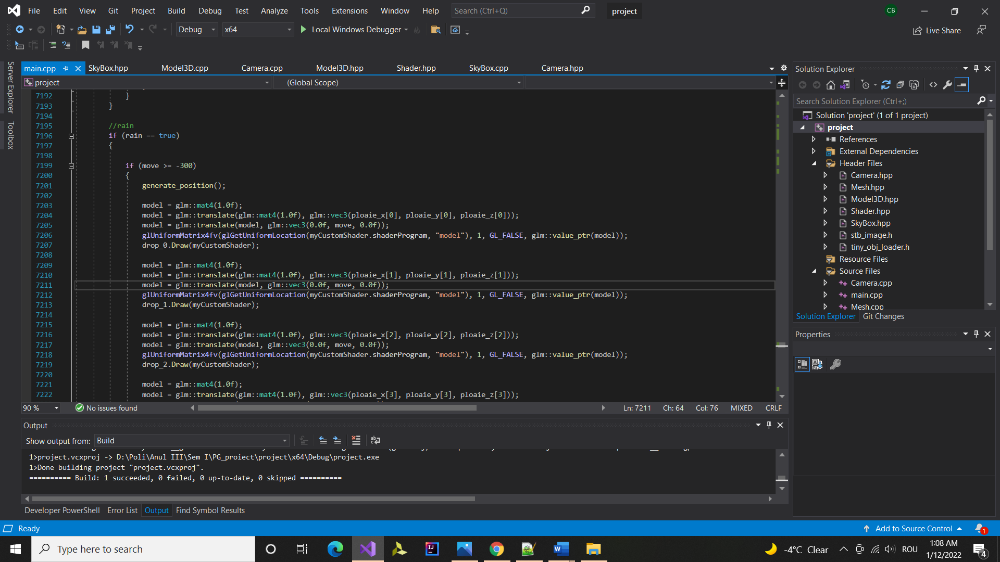 File Edit View Git Project Build Debug Test Analyze Tools Extensions Window Help Search (Ctrl+Q) project CB
Debug x64 Local Windows Debugger Live Share
Server Explorer
Toolbox
main.cpp SkyBox.hpp Model3D.cpp Camera.cpp Model3D.hpp Shader.hpp SkyBox.cpp Camera.hpp
project (Global Scope)
7192 }
7193 }
7194
7195 //rain
7196 if (rain == true)
7197 {
7198
7199 if (move >= -300)
7200 {
7201 generate_position();
7202
7203 model = glm::mat4(1.0f);
7204 model = glm::translate(glm::mat4(1.0f), glm::vec3(ploaie_x[0], ploaie_y[0], ploaie_z[0]));
7205 model = glm::translate(model, glm::vec3(0.0f, move, 0.0f));
7206 glUniformMatrix4fv(glGetUniformLocation(myCustomShader.shaderProgram, "model"), 1, GL_FALSE, glm::value_ptr(model));
7207 drop_0.Draw(myCustomShader);
7208
7209 model = glm::mat4(1.0f);
7210 model = glm::translate(glm::mat4(1.0f), glm::vec3(ploaie_x[1], ploaie_y[1], ploaie_z[1]));
7211 model = glm::translate(model, glm::vec3(0.0f, move, 0.0f));
7212 glUniformMatrix4fv(glGetUniformLocation(myCustomShader.shaderProgram, "model"), 1, GL_FALSE, glm::value_ptr(model));
7213 drop_1.Draw(myCustomShader);
7214
7215 model = glm::mat4(1.0f);
7216 model = glm::translate(glm::mat4(1.0f), glm::vec3(ploaie_x[2], ploaie_y[2], ploaie_z[2]));
7217 model = glm::translate(model, glm::vec3(0.0f, move, 0.0f));
7218 glUniformMatrix4fv(glGetUniformLocation(myCustomShader.shaderProgram, "model"), 1, GL_FALSE, glm::value_ptr(model));
7219 drop_2.Draw(myCustomShader);
7220
7221 model = glm::mat4(1.0f);
7222 model = glm::translate(glm::mat4(1.0f), glm::vec3(ploaie_x[3], ploaie_y[3], ploaie_z[3]));
90 % No issues found Ln: 7211 Ch: 64 Col: 76 MIXED CRLF
Output
Show output from: Build
1>project.vcxproj -> D:\Poli\Anul III\Sem I\PG_proiect\project\x64\Debug\project.exe
1>Done building project "project.vcxproj".
========== Build: 1 succeeded, 0 failed, 0 up-to-date, 0 skipped ==========
Developer PowerShell Error List Output Find Symbol Results
Solution Explorer
Search Solution Explorer (Ctrl+;)
Solution 'project' (1 of 1 project)
project
References
External Dependencies
Header Files
Camera.hpp
Mesh.hpp
Model3D.hpp
Shader.hpp
SkyBox.hpp
stb_image.h
tiny_obj_loader.h
Resource Files
Source Files
Camera.cpp
main.cpp
Mesh.cpp
Solution Explorer Git Changes
Properties
Ready Add to Source Control 1
Type here to search -4°C Clear ROU 1:08 AM
1/12/2022 4